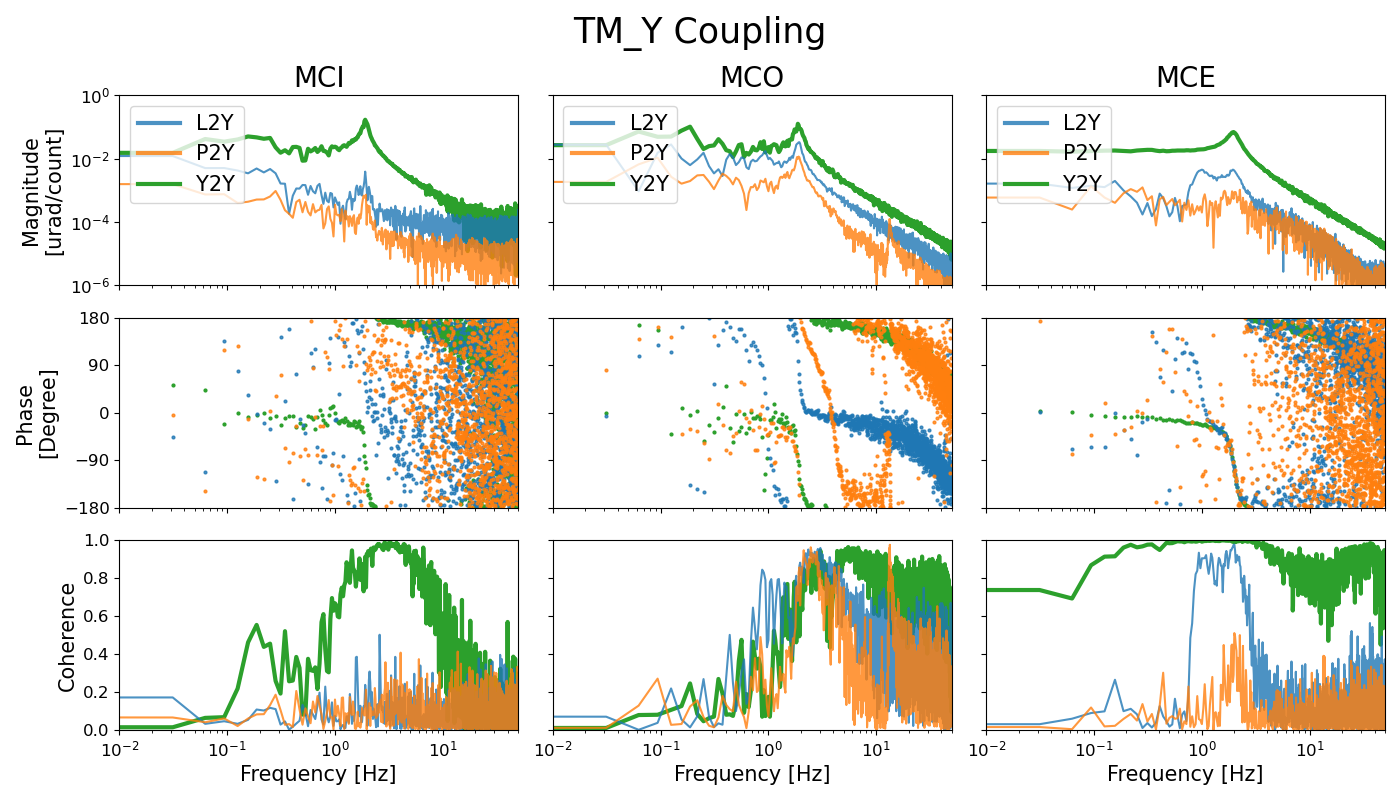 TM_Y Coupling
MCI MCO MCE
10^0
10^-2
10^-4
10^-6
Magnitude
[urad/count]
L2Y
P2Y
Y2Y
L2Y
P2Y
Y2Y
L2Y
P2Y
Y2Y
180
90
0
−90
−180
Phase
[Degree]
1.0
0.8
0.6
0.4
0.2
0.0
Coherence
10^-2 10^-1 10^0 10^1 10^-2 10^-1 10^0 10^1 10^-2 10^-1 10^0 10^1
Frequency [Hz] Frequency [Hz] Frequency [Hz]